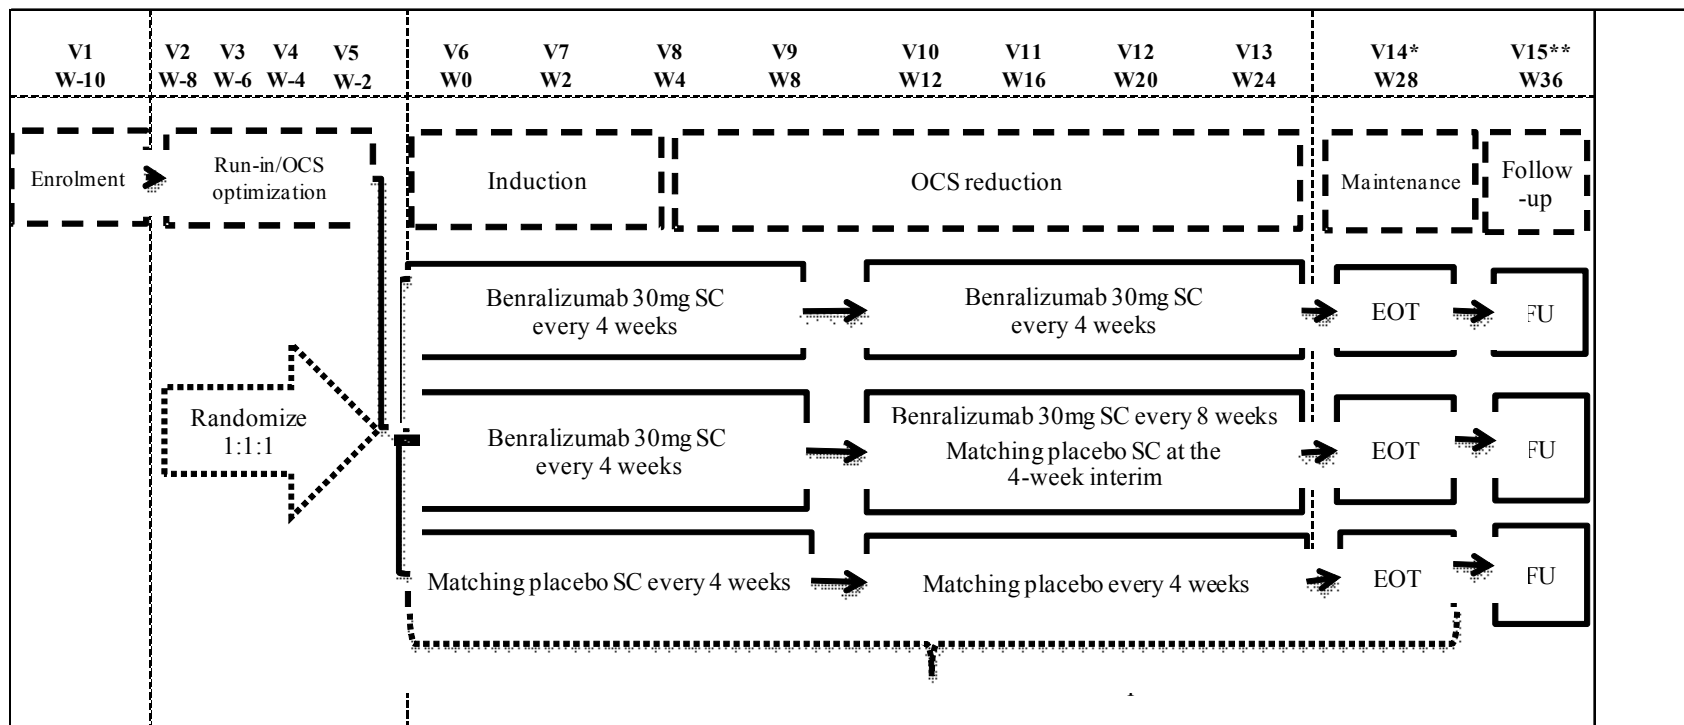 V1 V2 V3 V4 V5 V6 V7 V8 V9 V10 V11 V12 V13 V14* V15**
W-10 W-8 W-6 W-4 W-2 W0 W2 W4 W8 W12 W16 W20 W24 W28 W36
Enrolment
Run-in/OCS
optimization
Induction
OCS reduction
Maintenance
Follow
-up
Benralizumab 30mg SC
every 4 weeks
Benralizumab 30mg SC
every 4 weeks
EOT
FU
Randomize
1:1:1
Benralizumab 30mg SC
every 4 weeks
Benralizumab 30mg SC every 8 weeks
Matching placebo SC at the
4-week interim
EOT
FU
Matching placebo SC every 4 weeks
Matching placebo every 4 weeks
EOT
FU